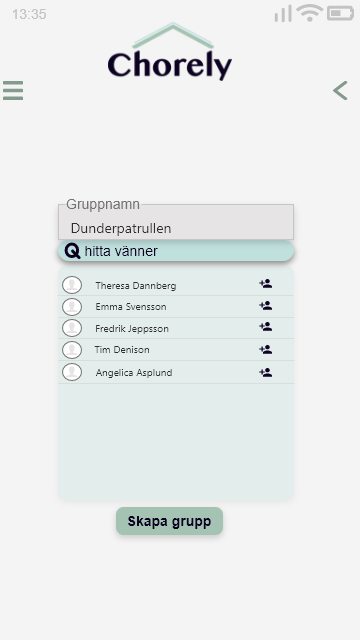 13:35
Chorely
Gruppnamn
Dunderpatrullen
hitta vänner
Theresa Dannberg
Emma Svensson
Fredrik Jeppsson
Tim Denison
Angelica Asplund
Skapa grupp